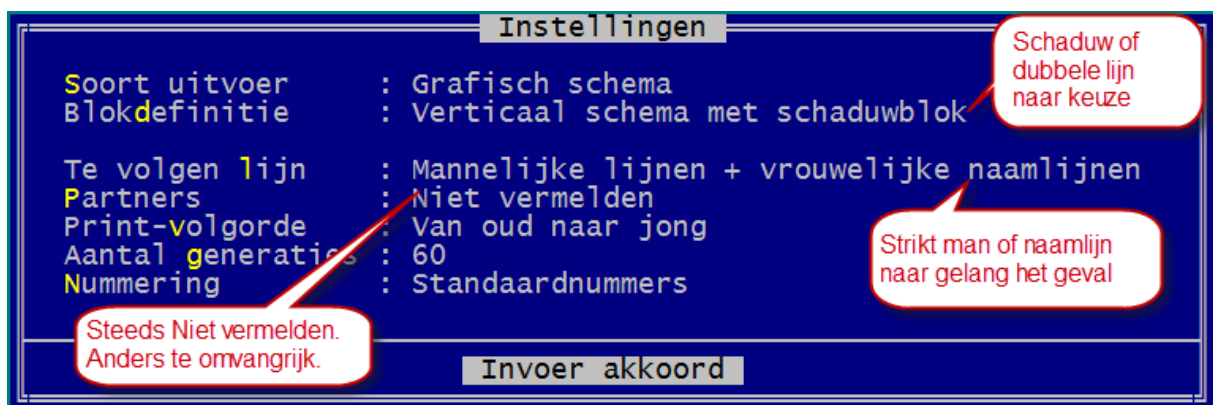 Instellingen
Schaduw of
dubbele lijn
naar keuze
Soort uitvoer : Grafisch schema
Blokdefinitie : Verticaal schema met schaduwblok
Te volgen lijn : Mannelijke lijnen + vrouwelijke naamlijnen
Partners : Niet vermelden
Print-volgorde : Van oud naar jong
Aantal generaties : 60
Nummering : Standaardnummers
Strikt man of naamlijn
naar gelang het geval
Steeds Niet vermelden.
Anders te omvangrijk.
Invoer akkoord